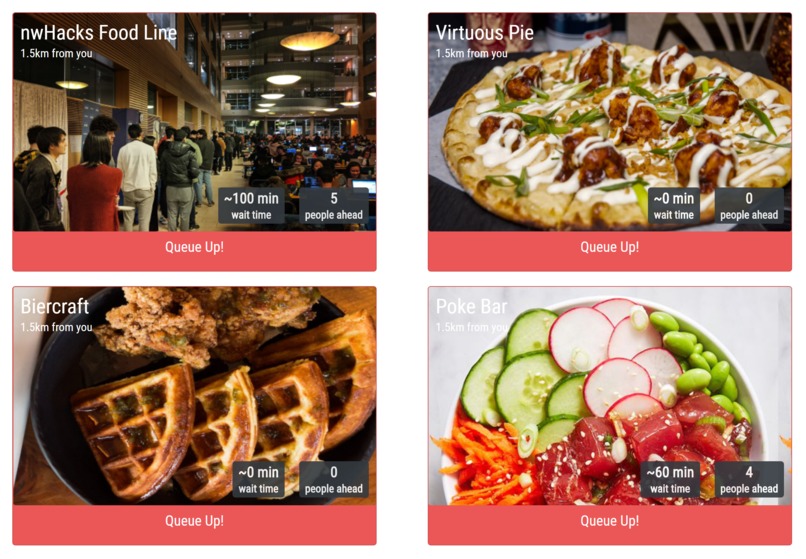 nwHacks Food Line
1.5km from you
~100 min
wait time
5
people ahead
Queue Up!
Virtuous Pie
1.5km from you
~0 min
wait time
0
people ahead
Queue Up!
Biercraft
1.5km from you
~0 min
wait time
0
people ahead
Queue Up!
Poke Bar
1.5km from you
~60 min
wait time
4
people ahead
Queue Up!